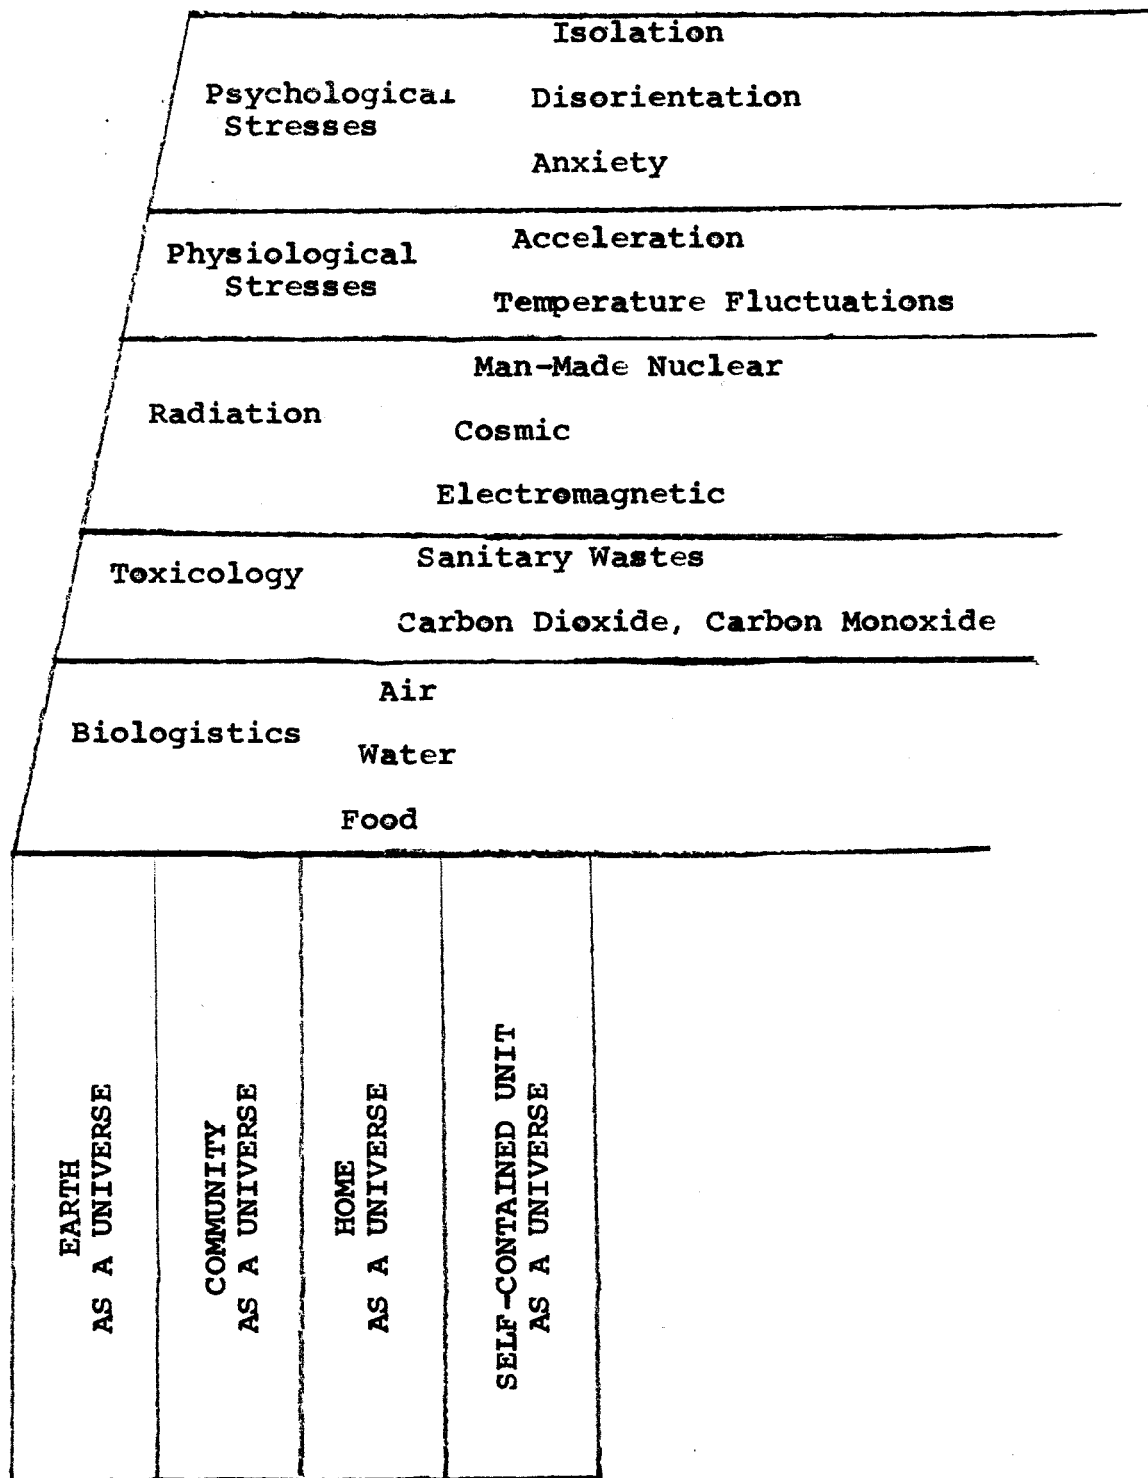 Isolation
Psychological
Stresses
Disorientation
Anxiety
Physiological
Stresses
Acceleration
Temperature Fluctuations
Radiation
Man-Made Nuclear
Cosmic
Electromagnetic
Toxicology
Sanitary Wastes
Carbon Dioxide, Carbon Monoxide
Biologistics
Air
Water
Food
EARTH
AS A UNIVERSE
COMMUNITY
AS A UNIVERSE
HOME
AS A UNIVERSE
SELF-CONTAINED UNIT
AS A UNIVERSE